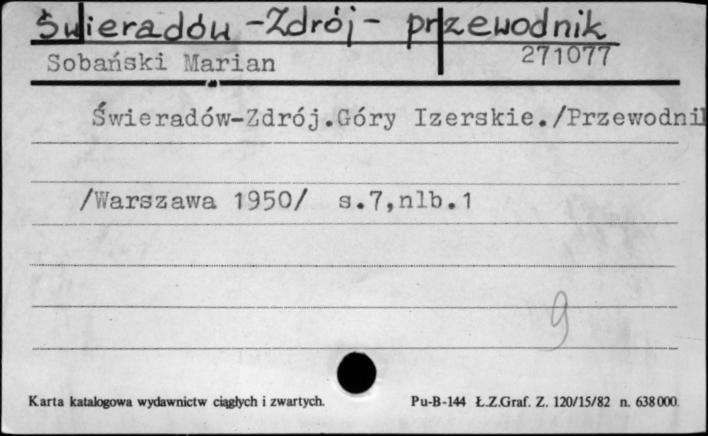 Świeradów-Zdrój - przewodnik
Sobański Marian 271077
Świeradów-Zdrój.Góry Izerskie./Przewodnik
/Warszawa 1950/ s.7,nlb.1
9
Karta katalogowa wydawnictw ciągłych i zwartych. Pu-B-144 Ł.Z.Graf. Z. 120/15/82 n. 638000.